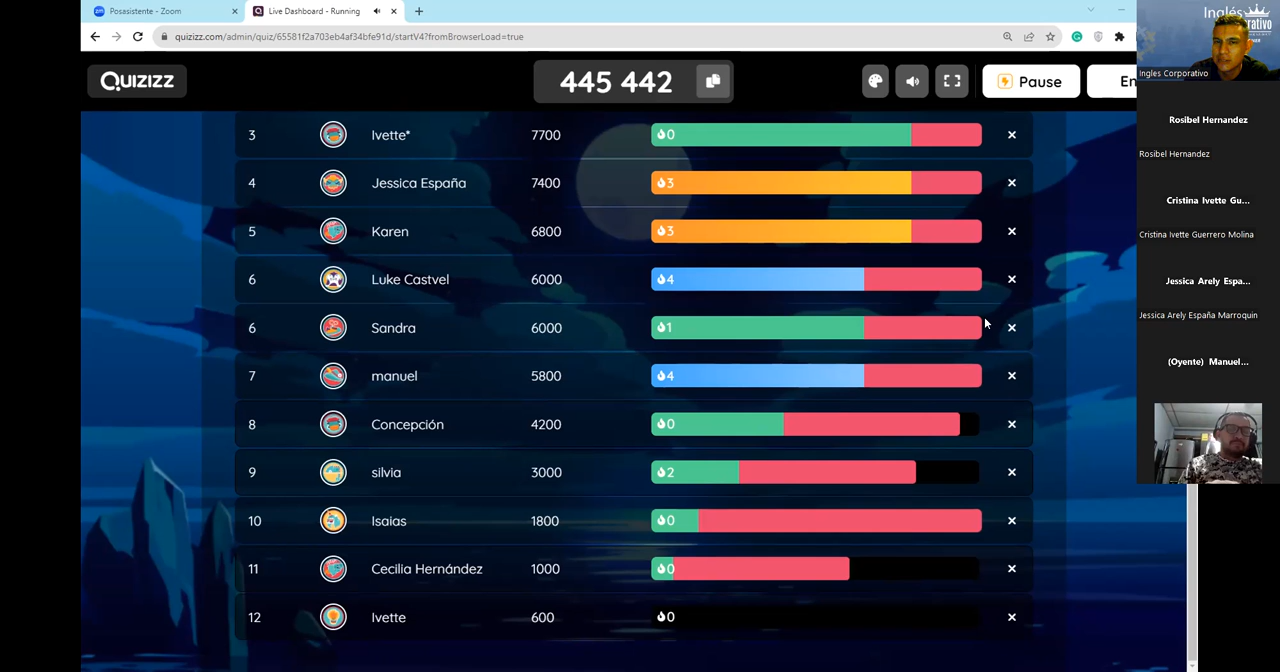 Posasistente - Zoom
Live Dashboard - Running
quizizz.com/admin/quiz/65581f2a703eb4af34bfe91d/startV4?fromBrowserLoad=true
QUIZIZZ
445 442
Pause
En
3 Ivette* 7700 0
4 Jessica España 7400 3
5 Karen 6800 3
6 Luke Castvel 6000 4
6 Sandra 6000 1
7 manuel 5800 4
8 Concepción 4200 0
9 silvia 3000 2
10 Isaias 1800 0
11 Cecilia Hernández 1000 0
12 Ivette 600 0
Inglés
Ingles Corporativo
Rosibel Hernandez
Rosibel Hernandez
Cristina Ivette Gu...
Cristina Ivette Guerrero Molina
Jessica Arely Espa...
Jessica Arely España Marroquin
(Oyente) Manuel...